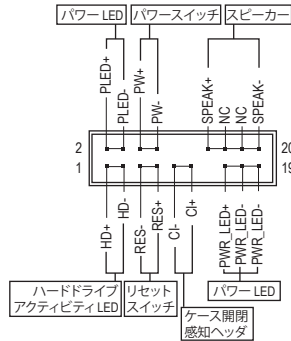 パワー LED
パワースイッチ
スピーカー
PLED+
PLED-
PW+
PW-
SPEAK+
NC
NC
SPEAK-
2
20
1
19
HD+
HD-
RES-
RES+
CI-
CI+
PWR_LED+
PWR_LED-
PWR_LED-
ハードドライブ
アクティビティ LED
リセット
スイッチ
パワー LED
ケース開閉
感知ヘッダ